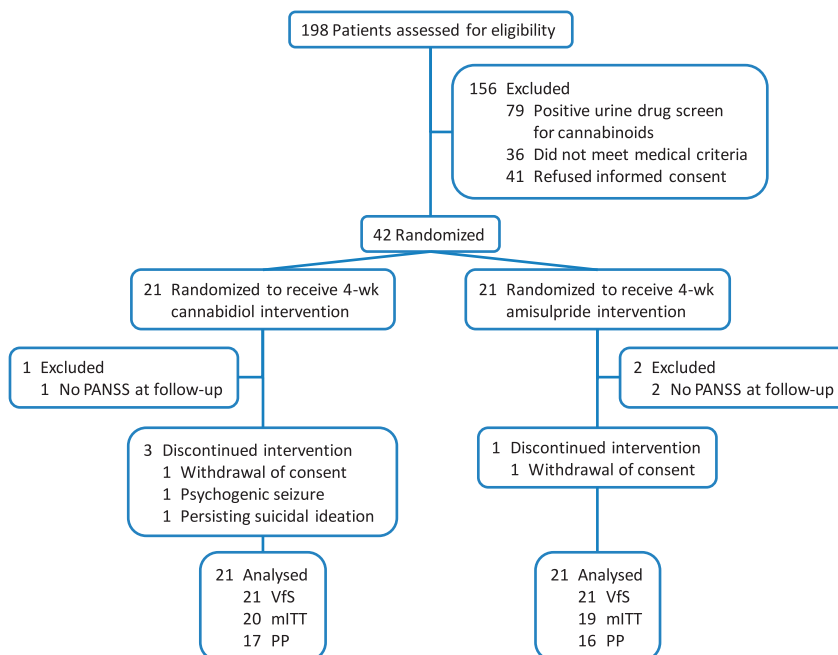 198 Patients assessed for eligibility
156 Excluded
79 Positive urine drug screen
for cannabinoids
36 Did not meet medical criteria
41 Refused informed consent
42 Randomized
21 Randomized to receive 4-wk
cannabidiol intervention
21 Randomized to receive 4-wk
amisulpride intervention
1 Excluded
1 No PANSS at follow-up
2 Excluded
2 No PANSS at follow-up
3 Discontinued intervention
1 Withdrawal of consent
1 Psychogenic seizure
1 Persisting suicidal ideation
1 Discontinued intervention
1 Withdrawal of consent
21 Analysed
21 VfS
20 mITT
17 PP
21 Analysed
21 VfS
19 mITT
16 PP